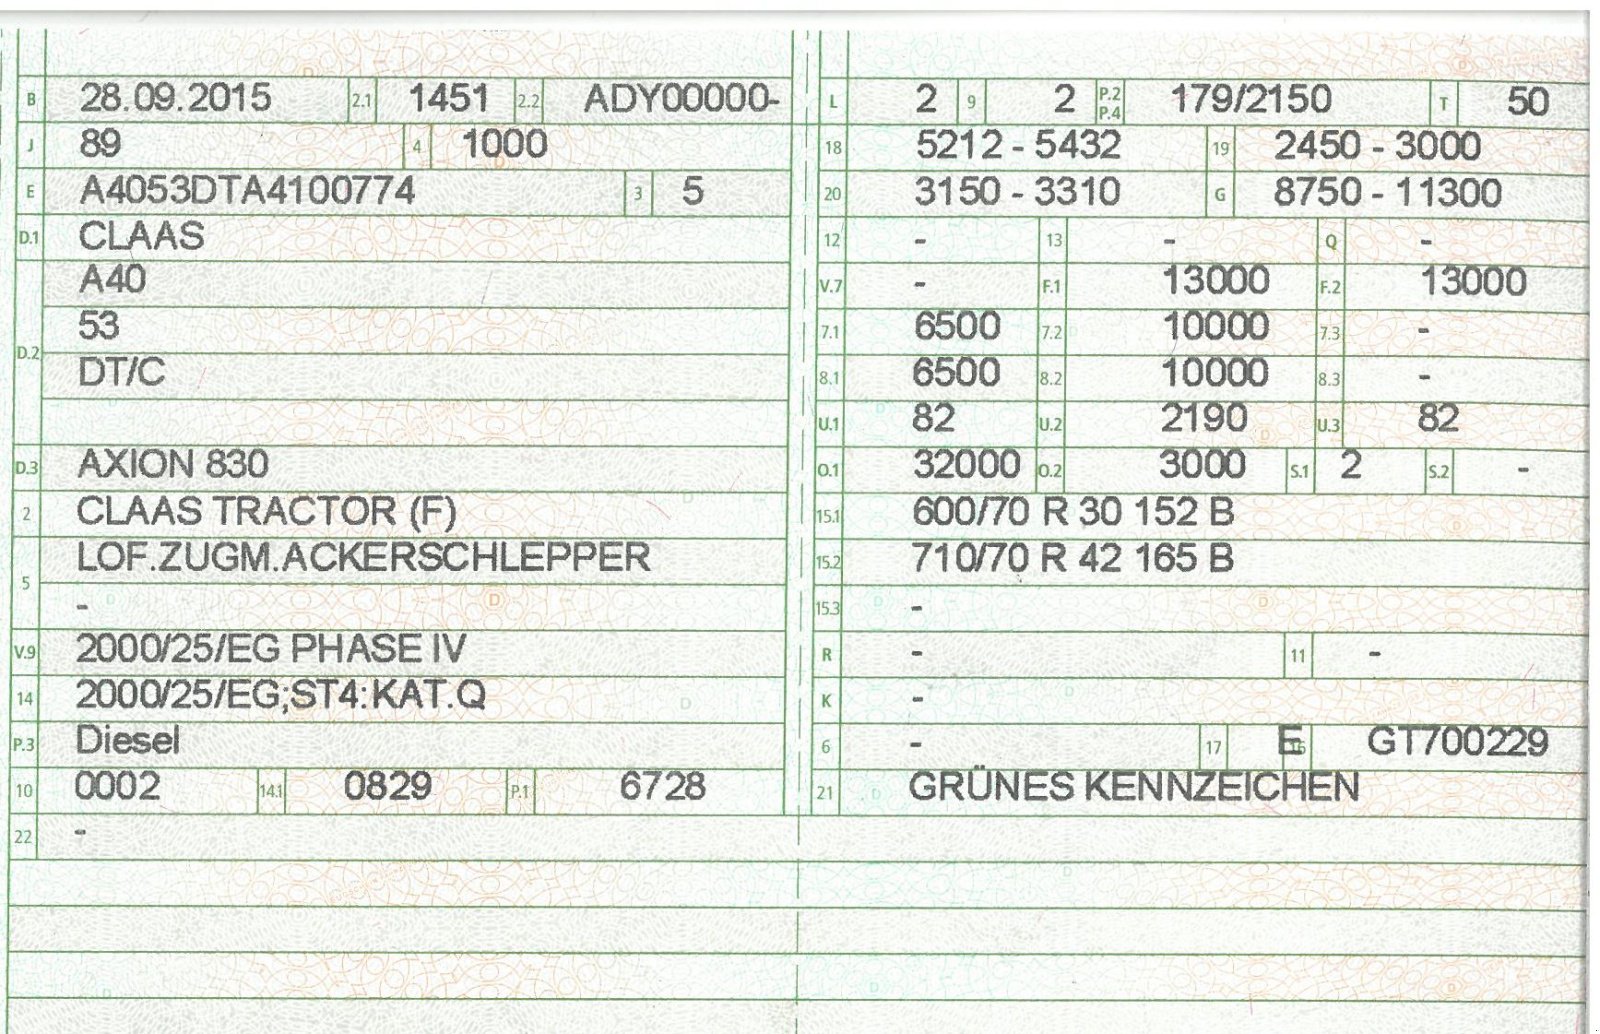 B 28.09.2015 2.1 1451 2.2 ADY00000-
J 89 4 1000
E A4053DTA4100774 3 5
D.1 CLAAS
D.2 A40
53
DT/C
D.3 AXION 830
2 CLAAS TRACTOR (F)
5 LOF.ZUGM.ACKERSCHLEPPER
-
V.9 2000/25/EG PHASE IV
14 2000/25/EG;ST4:KAT.Q
P.3 Diesel
10 0002 14.1 0829 P.1 6728
22 -
L 2 9 2 P.2 P.4 179/2150 T 50
18 5212 - 5432 19 2450 - 3000
20 3150 - 3310 G 8750 - 11300
12 - 13 - Q -
V.7 - F.1 13000 F.2 13000
7.1 6500 7.2 10000 7.3 -
8.1 6500 8.2 10000 8.3 -
U.1 82 U.2 2190 U.3 82
O.1 32000 O.2 3000 S.1 2 S.2 -
15.1 600/70 R 30 152 B
15.2 710/70 R 42 165 B
15.3 -
R - 11 -
K -
6 - 17 E 16 GT700229
21 GRÜNES KENNZEICHEN